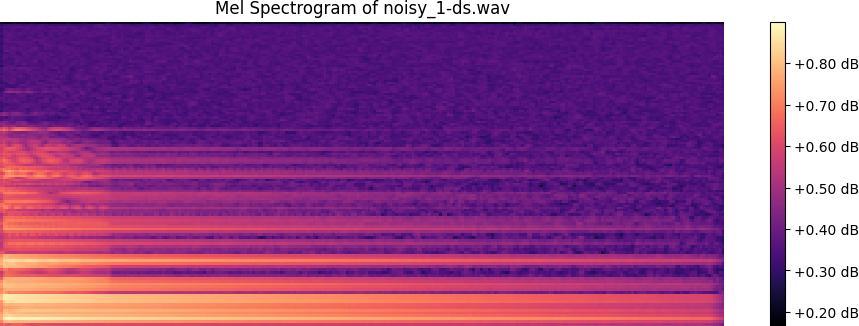 Mel Spectrogram of noisy_1-ds.wav
+0.80 dB
+0.70 dB
+0.60 dB
+0.50 dB
+0.40 dB
+0.30 dB
+0.20 dB